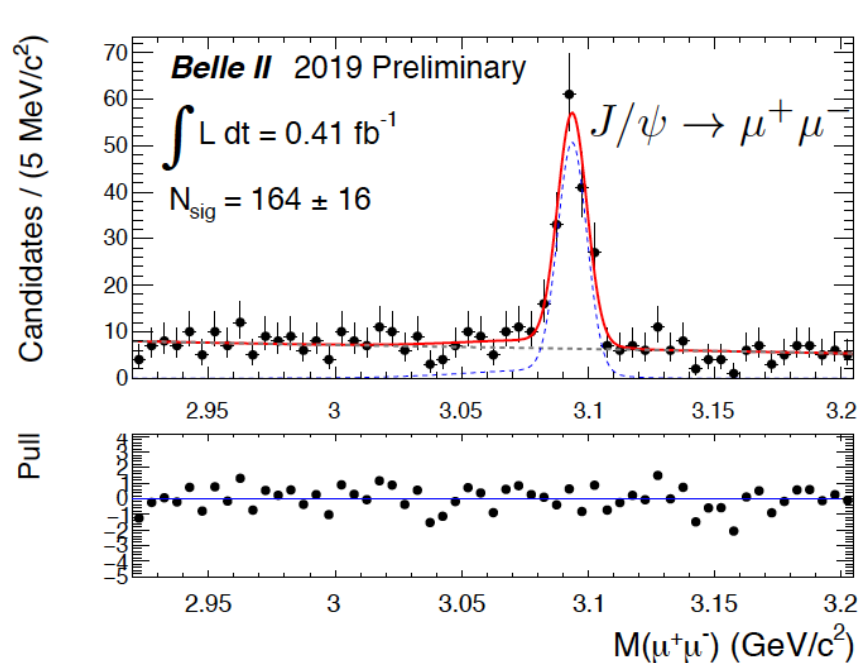 Candidates / (5 MeV/c²)
70
60
50
40
30
20
10
0
Belle II 2019 Preliminary
∫ L dt = 0.41 fb⁻¹
N_sig = 164 ± 16
J/ψ → μ⁺μ⁻
2.95 3 3.05 3.1 3.15 3.2
Pull
4
3
2
1
0
−1
−2
−3
−4
−5
2.95 3 3.05 3.1 3.15 3.2
M(μ⁺μ⁻) (GeV/c²)